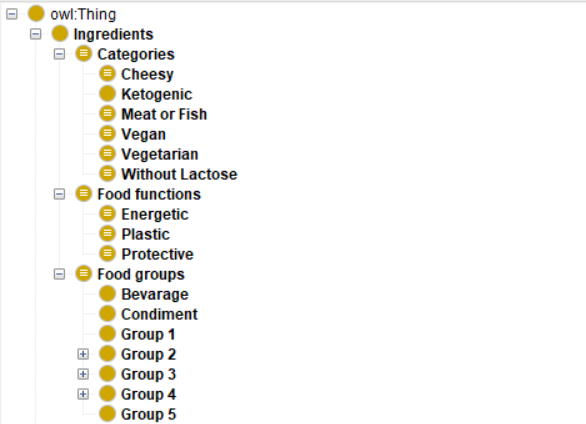 owl:Thing
Ingredients
Categories
Cheesy
Ketogenic
Meat or Fish
Vegan
Vegetarian
Without Lactose
Food functions
Energetic
Plastic
Protective
Food groups
Bevarage
Condiment
Group 1
Group 2
Group 3
Group 4
Group 5